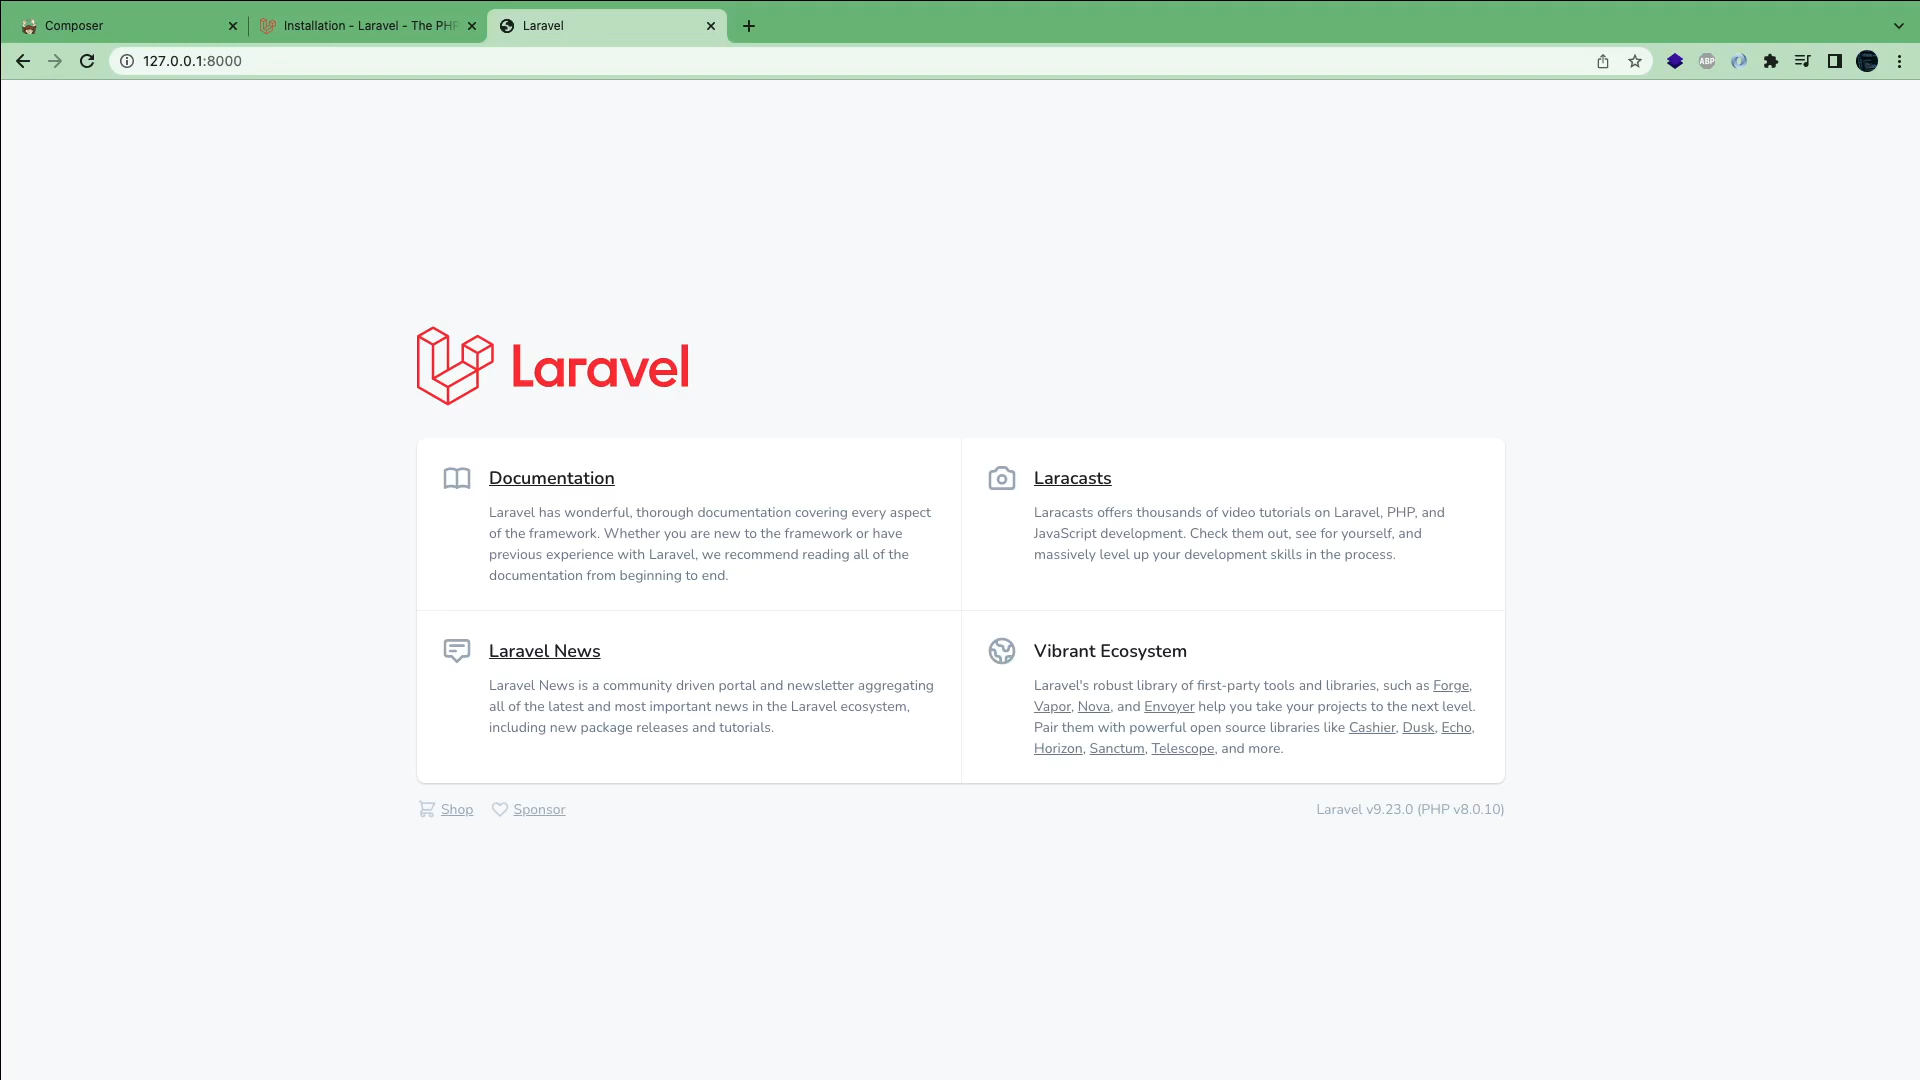 Composer
Installation - Laravel - The PHP
Laravel
127.0.0.1:8000
ABP
Laravel
Documentation
Laravel has wonderful, thorough documentation covering every aspect
of the framework. Whether you are new to the framework or have
previous experience with Laravel, we recommend reading all of the
documentation from beginning to end.
Laracasts
Laracasts offers thousands of video tutorials on Laravel, PHP, and
JavaScript development. Check them out, see for yourself, and
massively level up your development skills in the process.
Laravel News
Laravel News is a community driven portal and newsletter aggregating
all of the latest and most important news in the Laravel ecosystem,
including new package releases and tutorials.
Vibrant Ecosystem
Laravel's robust library of first-party tools and libraries, such as Forge,
Vapor, Nova, and Envoyer help you take your projects to the next level.
Pair them with powerful open source libraries like Cashier, Dusk, Echo,
Horizon, Sanctum, Telescope, and more.
Shop
Sponsor
Laravel v9.23.0 (PHP v8.0.10)